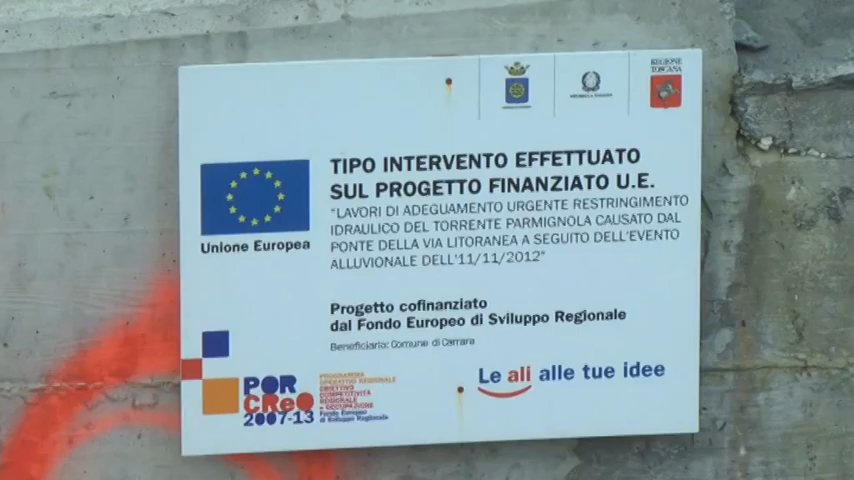 REGIONE
TOSCANA
TIPO INTERVENTO EFFETTUATO
SUL PROGETTO FINANZIATO U.E.
"LAVORI DI ADEGUAMENTO URGENTE RESTRINGIMENTO
IDRAULICO DEL TORRENTE PARMIGNOLA CAUSATO DAL
PONTE DELLA VIA LITORANEA A SEGUITO DELL'EVENTO
ALLUVIONALE DELL'11/11/2012"
Unione Europea
Progetto cofinanziato
dal Fondo Europeo di Sviluppo Regionale
Beneficiario: Comune di Carrara
Le ali alle tue idee
POR
CReO
2007-13
PROGRAMMA
OPERATIVO REGIONALE
OBIETTIVO
COMPETITIVITÀ
REGIONALE
e OCCUPAZIONE
Fondo Europeo
di Sviluppo Regionale